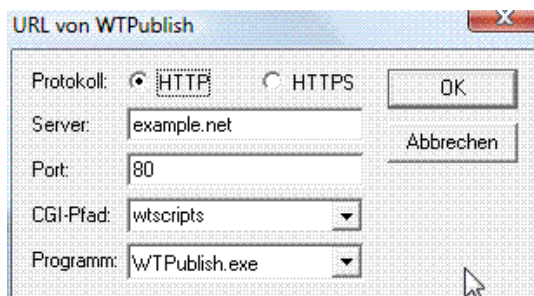 URL von WTPublish
Protokoll: HTTP HTTPS OK
Server: example.net
Abbrechen
Port: 80
CGI-Pfad: wtscripts
Programm: WTPublish.exe